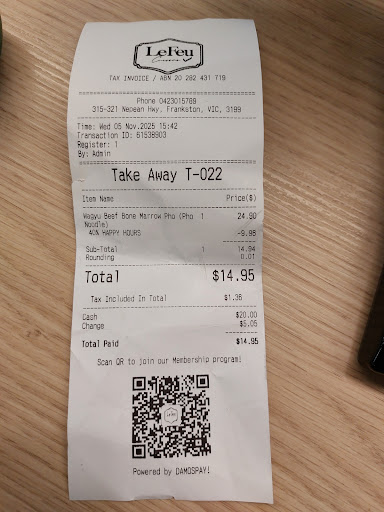 LeFeu
Cuisine
TAX INVOICE / ABN 20 282 431 719
Phone 0423015789
315-321 Nepean Hwy, Frankston, VIC, 3199
Time: Wed 05 Nov.2025 15:42
Transaction ID: 61538903
Register: 1
By: Admin
Take Away T-022
Item Name Price($)
Wagyu Beef Bone Marrow Pho (Pho 1 24.90
Noodle)
40% HAPPY HOURS -9.96
Sub-Total 1 14.94
Rounding 0.01
Total $14.95
Tax Included In Total $1.36
Cash $20.00
Change $5.05
Total Paid $14.95
Scan QR to join our Membership program!
Powered by DAMOSPAY!